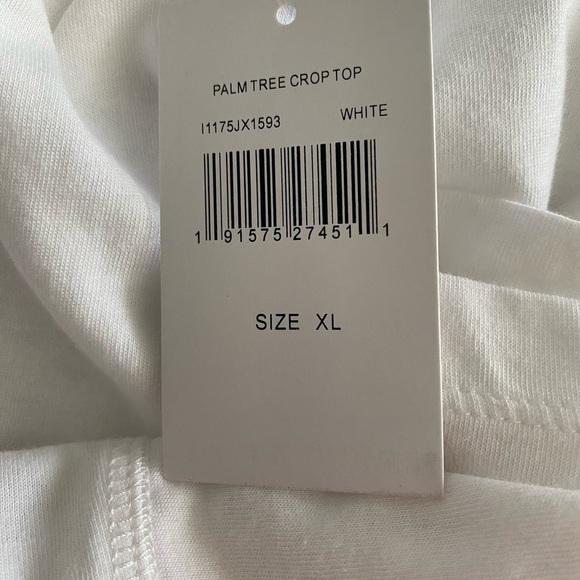 PALM TREE CROP TOP
I1175JX1593 WHITE
1 91575 27451 1
SIZE XL